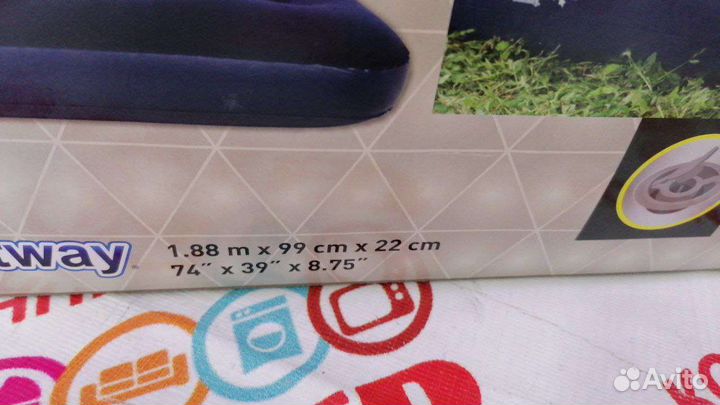 tway
1.88 m x 99 cm x 22 cm
74" x 39" x 8.75"
Avito